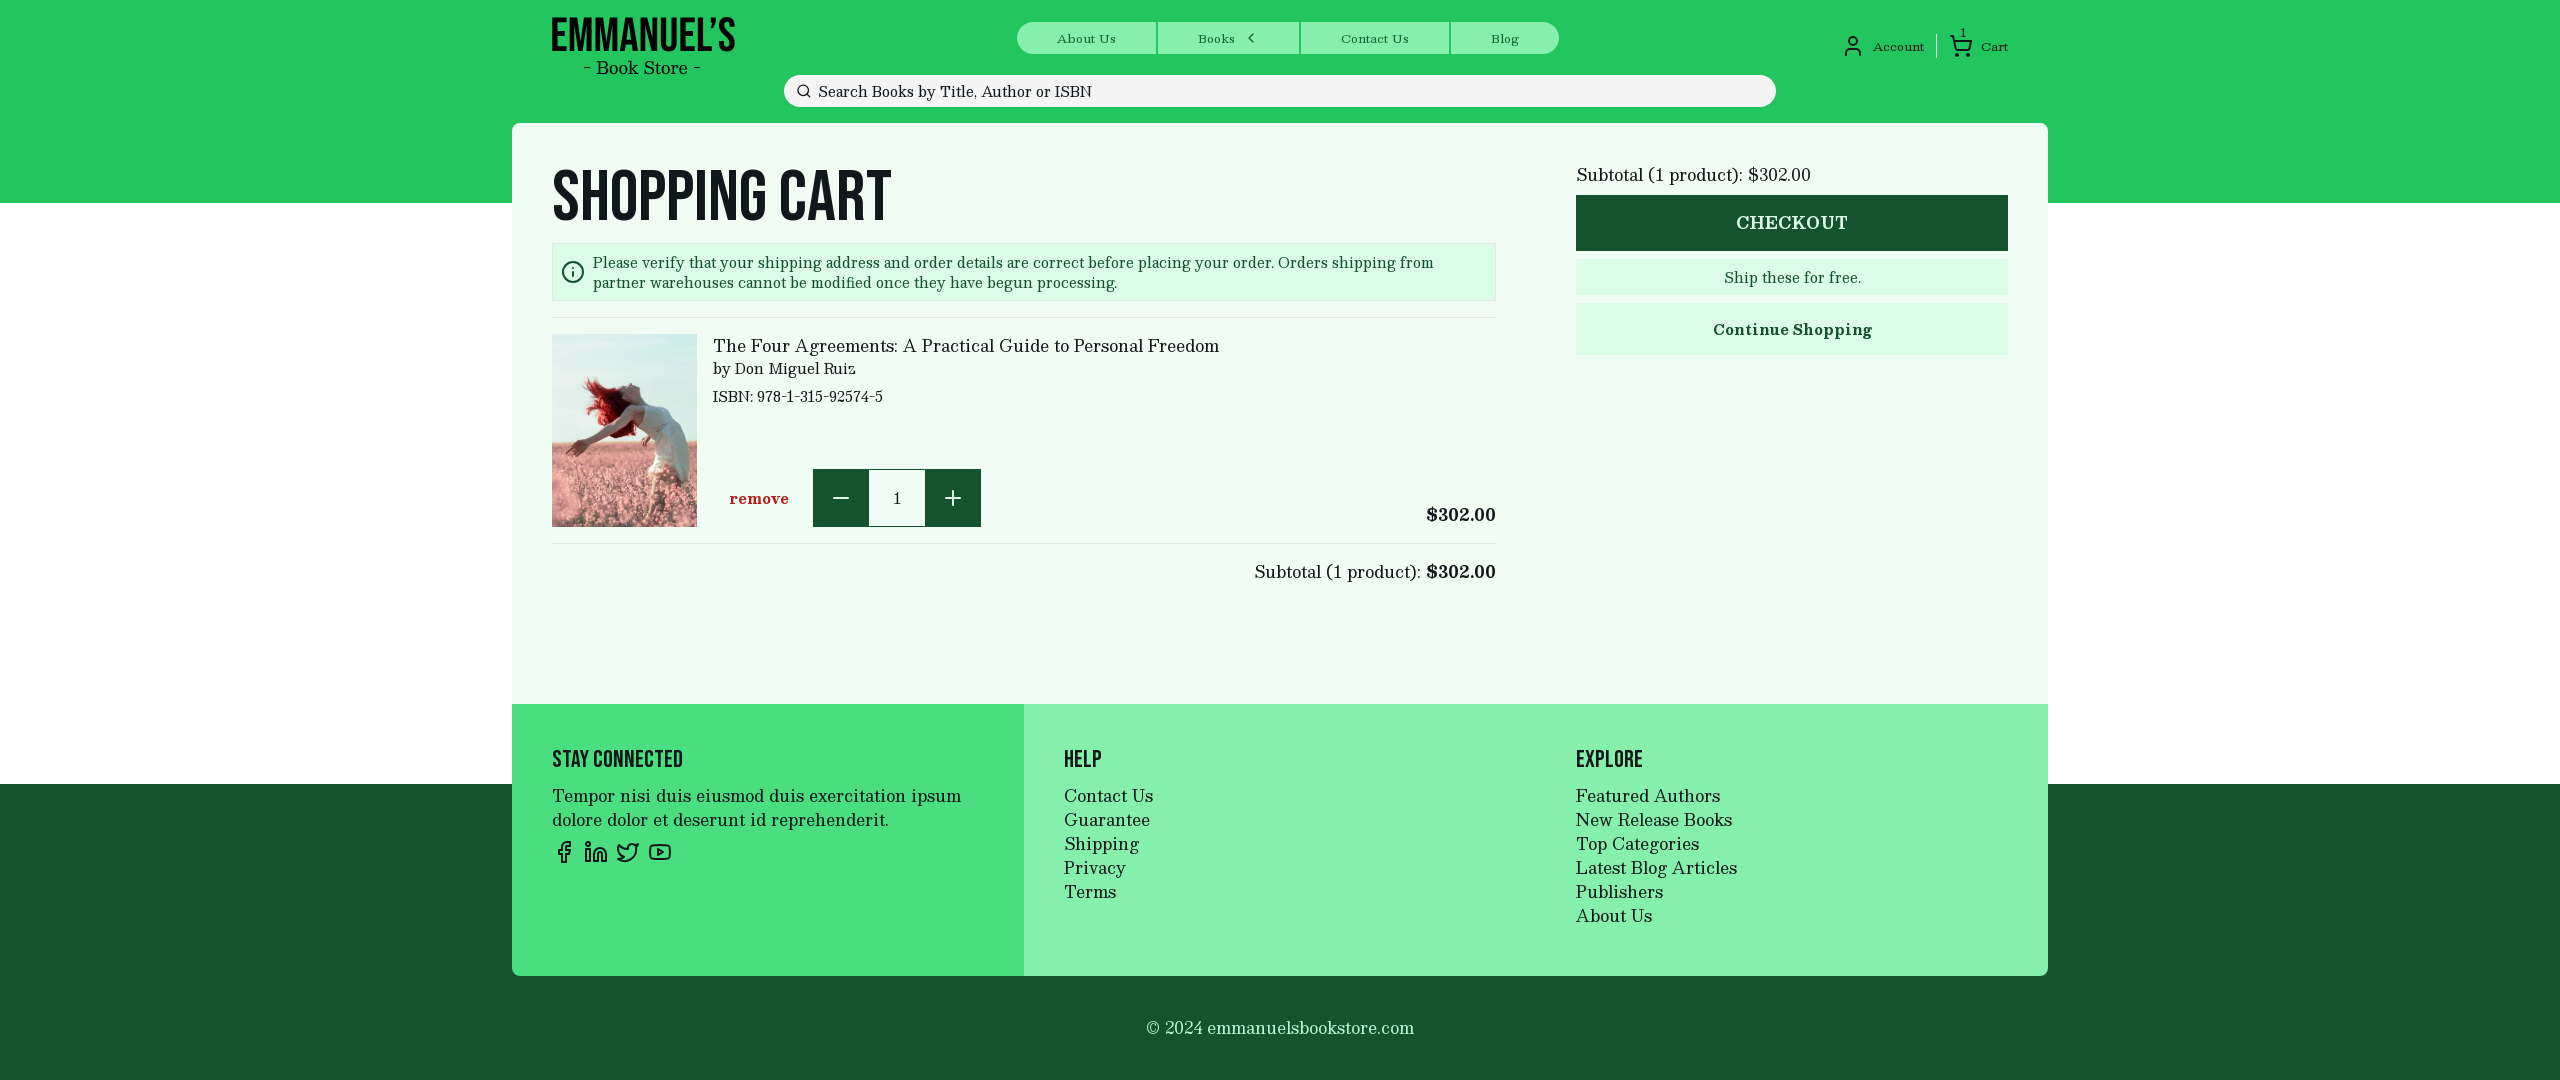 EMMANUEL'S
- Book Store -
About Us
Books
Contact Us
Blog
Account
1
Cart
Search Books by Title, Author or ISBN
SHOPPING CART
Please verify that your shipping address and order details are correct before placing your order. Orders shipping from
partner warehouses cannot be modified once they have begun processing.
The Four Agreements: A Practical Guide to Personal Freedom
by Don Miguel Ruiz
ISBN: 978-1-315-92574-5
remove
1
$302.00
Subtotal (1 product): $302.00
Subtotal (1 product): $302.00
CHECKOUT
Ship these for free.
Continue Shopping
STAY CONNECTED
Tempor nisi duis eiusmod duis exercitation ipsum
dolore dolor et deserunt id reprehenderit.
HELP
Contact Us
Guarantee
Shipping
Privacy
Terms
EXPLORE
Featured Authors
New Release Books
Top Categories
Latest Blog Articles
Publishers
About Us
© 2024 emmanuelsbookstore.com